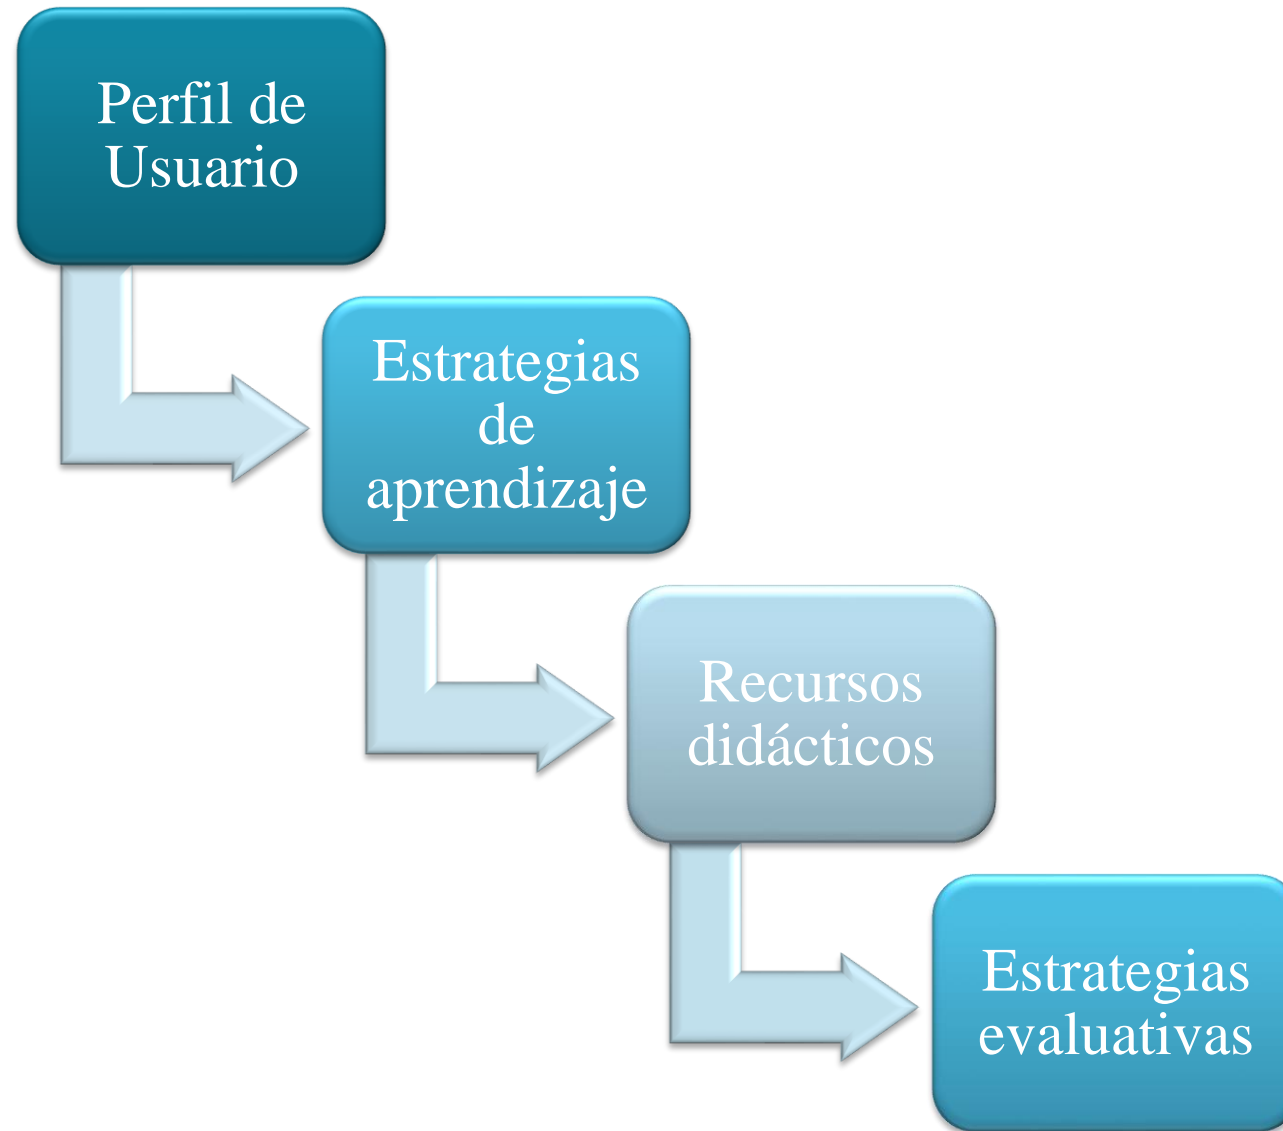 Perfil de
Usuario
Estrategias
de
aprendizaje
Recursos
didácticos
Estrategias
evaluativas